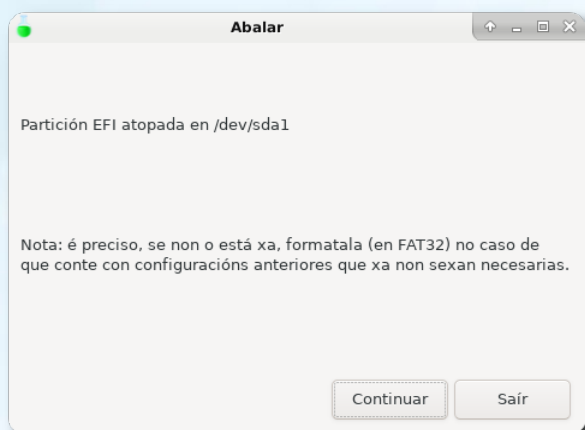 Abalar
Partición EFI atopada en /dev/sda1
Nota: é preciso, se non o está xa, formatala (en FAT32) no caso de
que conte con configuracións anteriores que xa non sexan necesarias.
Continuar
Saír